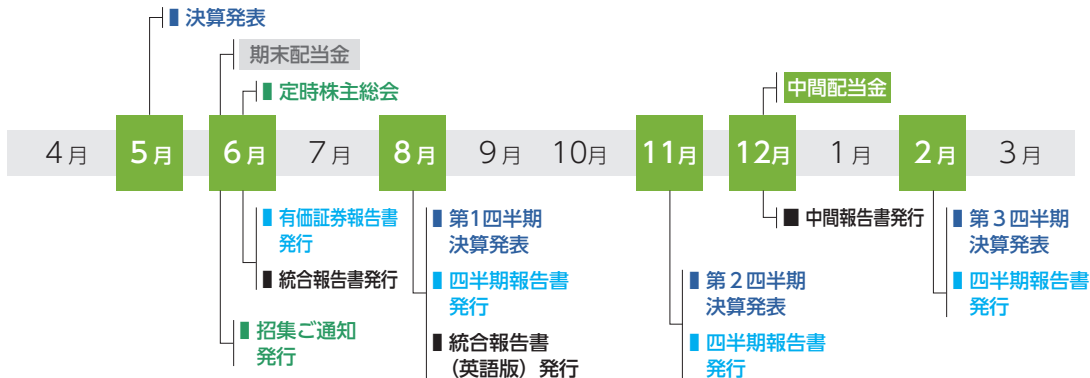 ■ 決算発表
期末配当金
■ 定時株主総会
中間配当金
4月 5月 6月 7月 8月 9月 10月 11月 12月 1月 2月 3月
■ 有価証券報告書
発行
■ 統合報告書発行
■ 招集ご通知
発行
■ 第1四半期
決算発表
■ 四半期報告書
発行
■ 統合報告書
（英語版）発行
■ 第２四半期
決算発表
■ 四半期報告書
発行
■ 中間報告書発行
■ 第３四半期
決算発表
■ 四半期報告書
発行